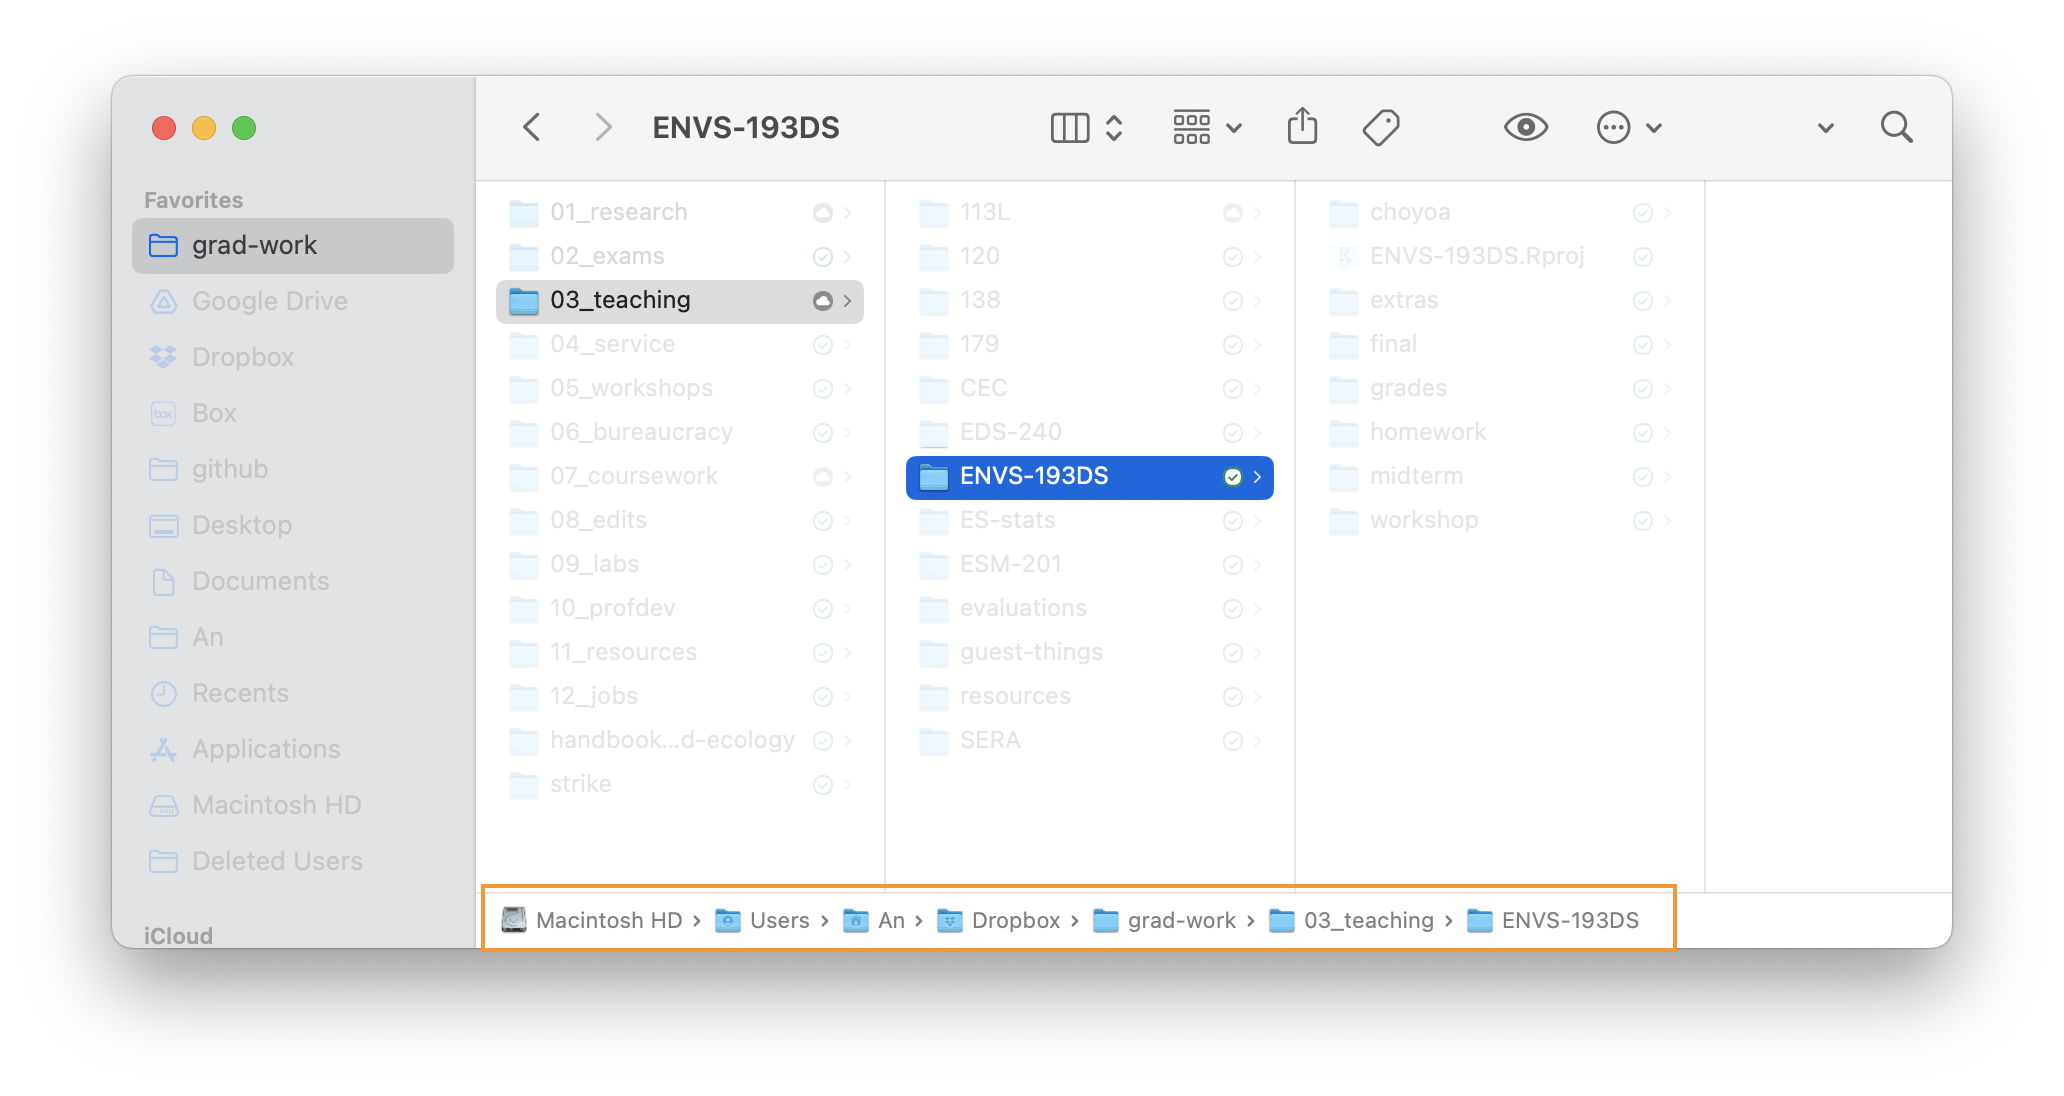 ENVS-193DS
Favorites
grad-work
Google Drive
Dropbox
Box
github
Desktop
Documents
An
Recents
Applications
Macintosh HD
Deleted Users
iCloud
01_research
02_exams
03_teaching
04_service
05_workshops
06_bureaucracy
07_coursework
08_edits
09_labs
10_profdev
11_resources
12_jobs
handbook...d-ecology
strike
113L
120
138
179
CEC
EDS-240
ENVS-193DS
ES-stats
ESM-201
evaluations
guest-things
resources
SERA
choyoa
ENVS-193DS.Rproj
extras
final
grades
homework
midterm
workshop
Macintosh HD › Users › An › Dropbox › grad-work › 03_teaching › ENVS-193DS